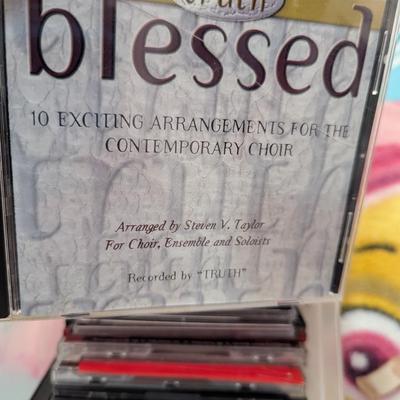 Truth
blessed
10 EXCITING ARRANGEMENTS FOR THE
CONTEMPORARY CHOIR
Arranged by Steven V. Taylor
For Choir, Ensemble and Soloists
Recorded by "TRUTH"